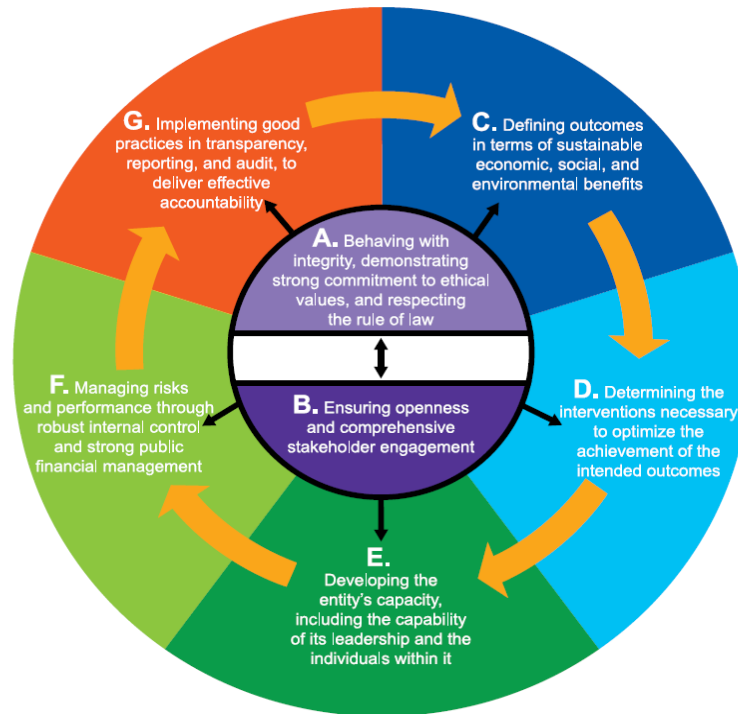 A. Behaving with
integrity, demonstrating
strong commitment to ethical
values, and respecting
the rule of law
B. Ensuring openness
and comprehensive
stakeholder engagement
C. Defining outcomes
in terms of sustainable
economic, social, and
environmental benefits
D. Determining the
interventions necessary
to optimize the
achievement of the
intended outcomes
E.
Developing the
entity's capacity,
including the capability
of its leadership and the
individuals within it
F. Managing risks
and performance through
robust internal control
and strong public
financial management
G. Implementing good
practices in transparency,
reporting, and audit, to
deliver effective
accountability